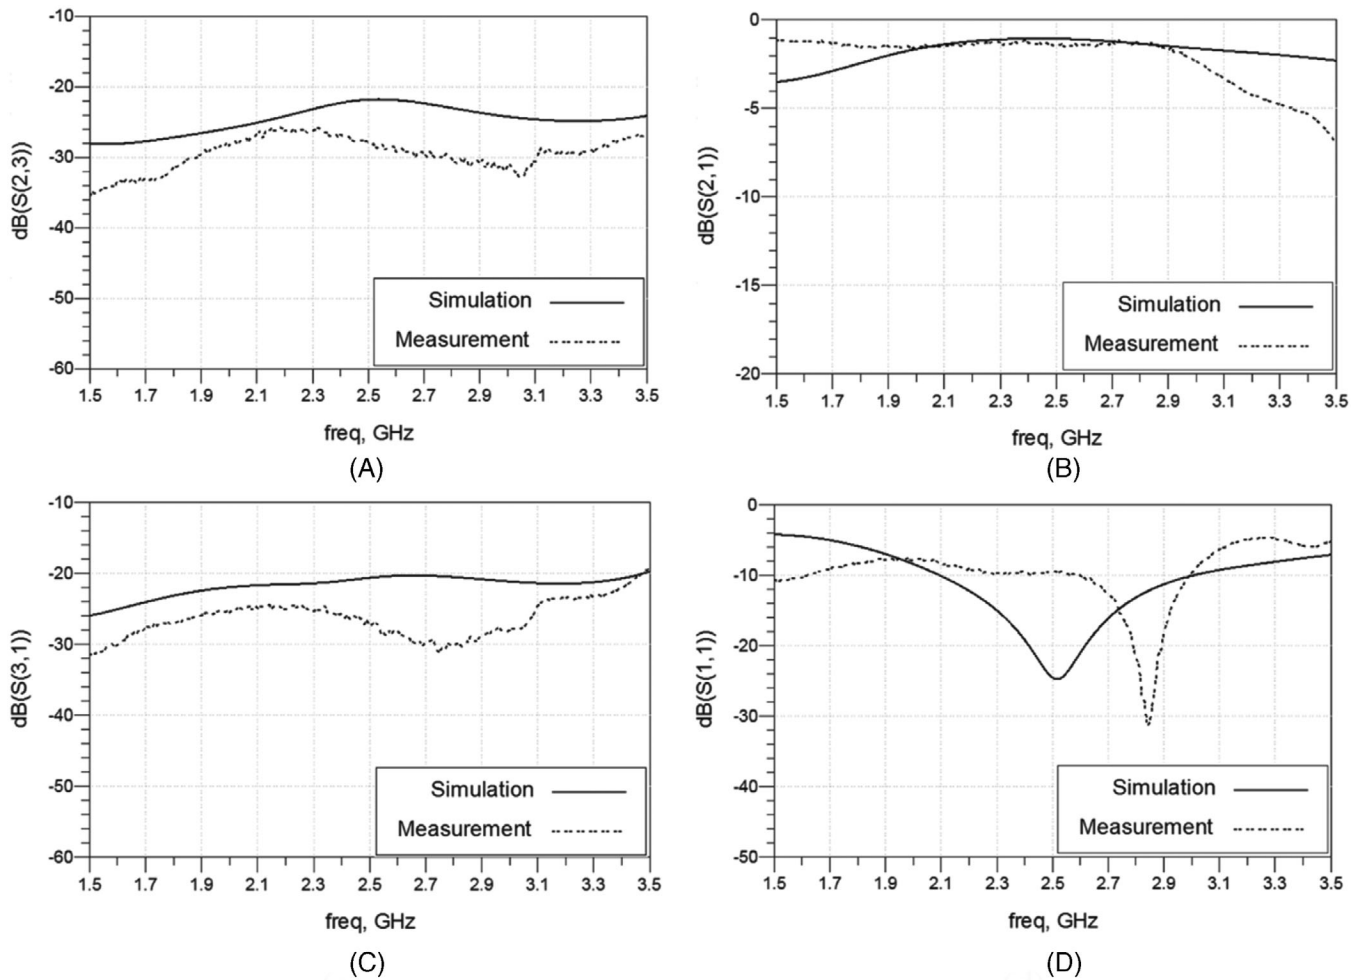 -10
-20
-30
-40
-50
-60
dB(S(2,3))
Simulation
Measurement
1.5 1.7 1.9 2.1 2.3 2.5 2.7 2.9 3.1 3.3 3.5
freq, GHz
(A)
0
-5
-10
-15
-20
dB(S(2,1))
Simulation
Measurement
1.5 1.7 1.9 2.1 2.3 2.5 2.7 2.9 3.1 3.3 3.5
freq, GHz
(B)
-10
-20
-30
-40
-50
-60
dB(S(3,1))
Simulation
Measurement
1.5 1.7 1.9 2.1 2.3 2.5 2.7 2.9 3.1 3.3 3.5
freq, GHz
(C)
0
-10
-20
-30
-40
-50
dB(S(1,1))
Simulation
Measurement
1.5 1.7 1.9 2.1 2.3 2.5 2.7 2.9 3.1 3.3 3.5
freq, GHz
(D)